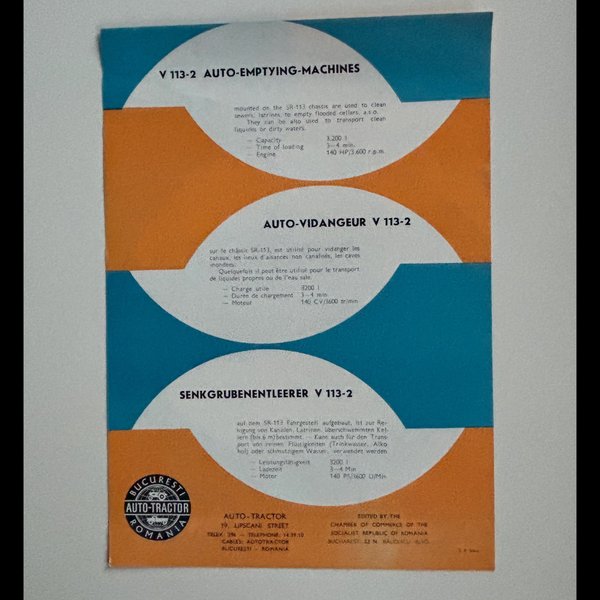 V 113-2 AUTO-EMPTYING-MACHINES
mounted on the SR-113 chassis are used to clean
sewers, latrines, to empty flooded cellars, a.s.o.
They can be also used to transport clean
liquides or dirty waters.
— Capacity 3,200 l
— Time of loading 3—4 min.
— Engine 140 HP/3,600 r.p.m.
AUTO-VIDANGEUR V 113-2
sur le châssis SR-113, est utilisé pour vidanger les
canaux, les lieux d'aisances non canalisés, les caves
inondées.
Quelquefois il peut être utilisé pour le transport
de liquides propres ou de l'eau sale.
— Charge utile 3200 l
— Durée de chargement 3—4 min
— Moteur 140 CV/3600 tr/min
SENKGRUBENENTLEERER V 113-2
auf dem SR-113 Fahrgestell aufgebaut, ist zur Rei-
nigung von Kanälen, Latrinen, überschwemmten Kel-
lern (bis 6 m) bestimmt. — Kann auch für den Trans-
port von reinen Flüssigkeiten (Trinkwasser, Alko-
hol) oder schmutzigem Wasser, verwendet werden
— Leistungsfähigkeit 3200 l
— Ladezeit 3—4 Min
— Motor 140 PS/3600 U/Min
BUCUREȘTI
AUTO-TRACTOR
ROMANIA
AUTO-TRACTOR
19, LIPSCANI STREET
TELEX: 296 — TELEPHONE: 14.39.10
CABLES: AUTOTRACTOR
BUCUREȘTI — ROMANIA
EDITED BY THE
CHAMBER OF COMMERCE OF THE
SOCIALIST REPUBLIC OF ROMANIA
BUCHAREST, 22 N. BĂLCESCU BLVD.